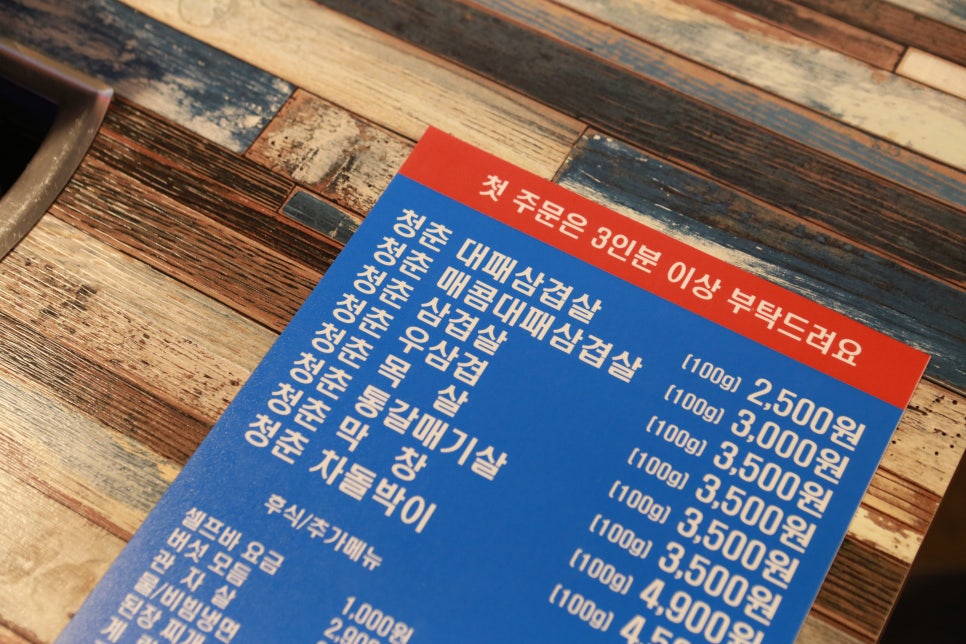 첫 주문은 3인분 이상 부탁드려요
청춘 대패삼겹살 (100g) 2,500원
청춘 매콤대패삼겹살 (100g) 3,000원
청춘 삼겹살 (100g) 3,500원
청춘 우삼겹 (100g) 3,500원
청춘 목 살 (100g) 3,500원
청춘 통갈매기살 (100g) 3,500원
청춘 막 창 (100g) 4,900원
청춘 차돌박이 (100g)
후식/추가메뉴
셀프바 요금 1,000원
버섯 모듬
관 자 살
물/비빔냉면
된장 찌개